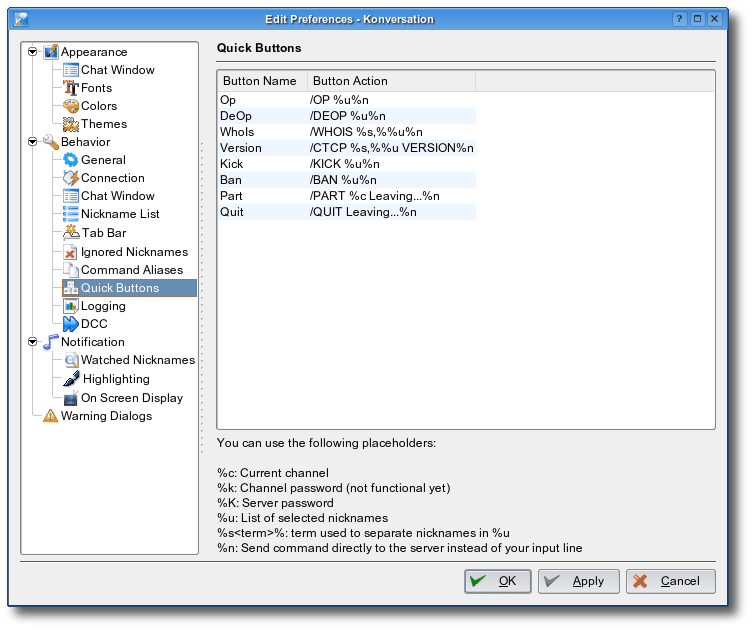 Edit Preferences - Konversation
Appearance
Chat Window
Fonts
Colors
Themes
Behavior
General
Connection
Chat Window
Nickname List
Tab Bar
Ignored Nicknames
Command Aliases
Quick Buttons
Logging
DCC
Notification
Watched Nicknames
Highlighting
On Screen Display
Warning Dialogs
Quick Buttons
Button Name Button Action
Op /OP %u%n
DeOp /DEOP %u%n
WhoIs /WHOIS %s,%%u%n
Version /CTCP %s,%%u VERSION%n
Kick /KICK %u%n
Ban /BAN %u%n
Part /PART %c Leaving...%n
Quit /QUIT Leaving...%n
You can use the following placeholders:
%c: Current channel
%k: Channel password (not functional yet)
%K: Server password
%u: List of selected nicknames
%s<term>%: term used to separate nicknames in %u
%n: Send command directly to the server instead of your input line
OK Apply Cancel